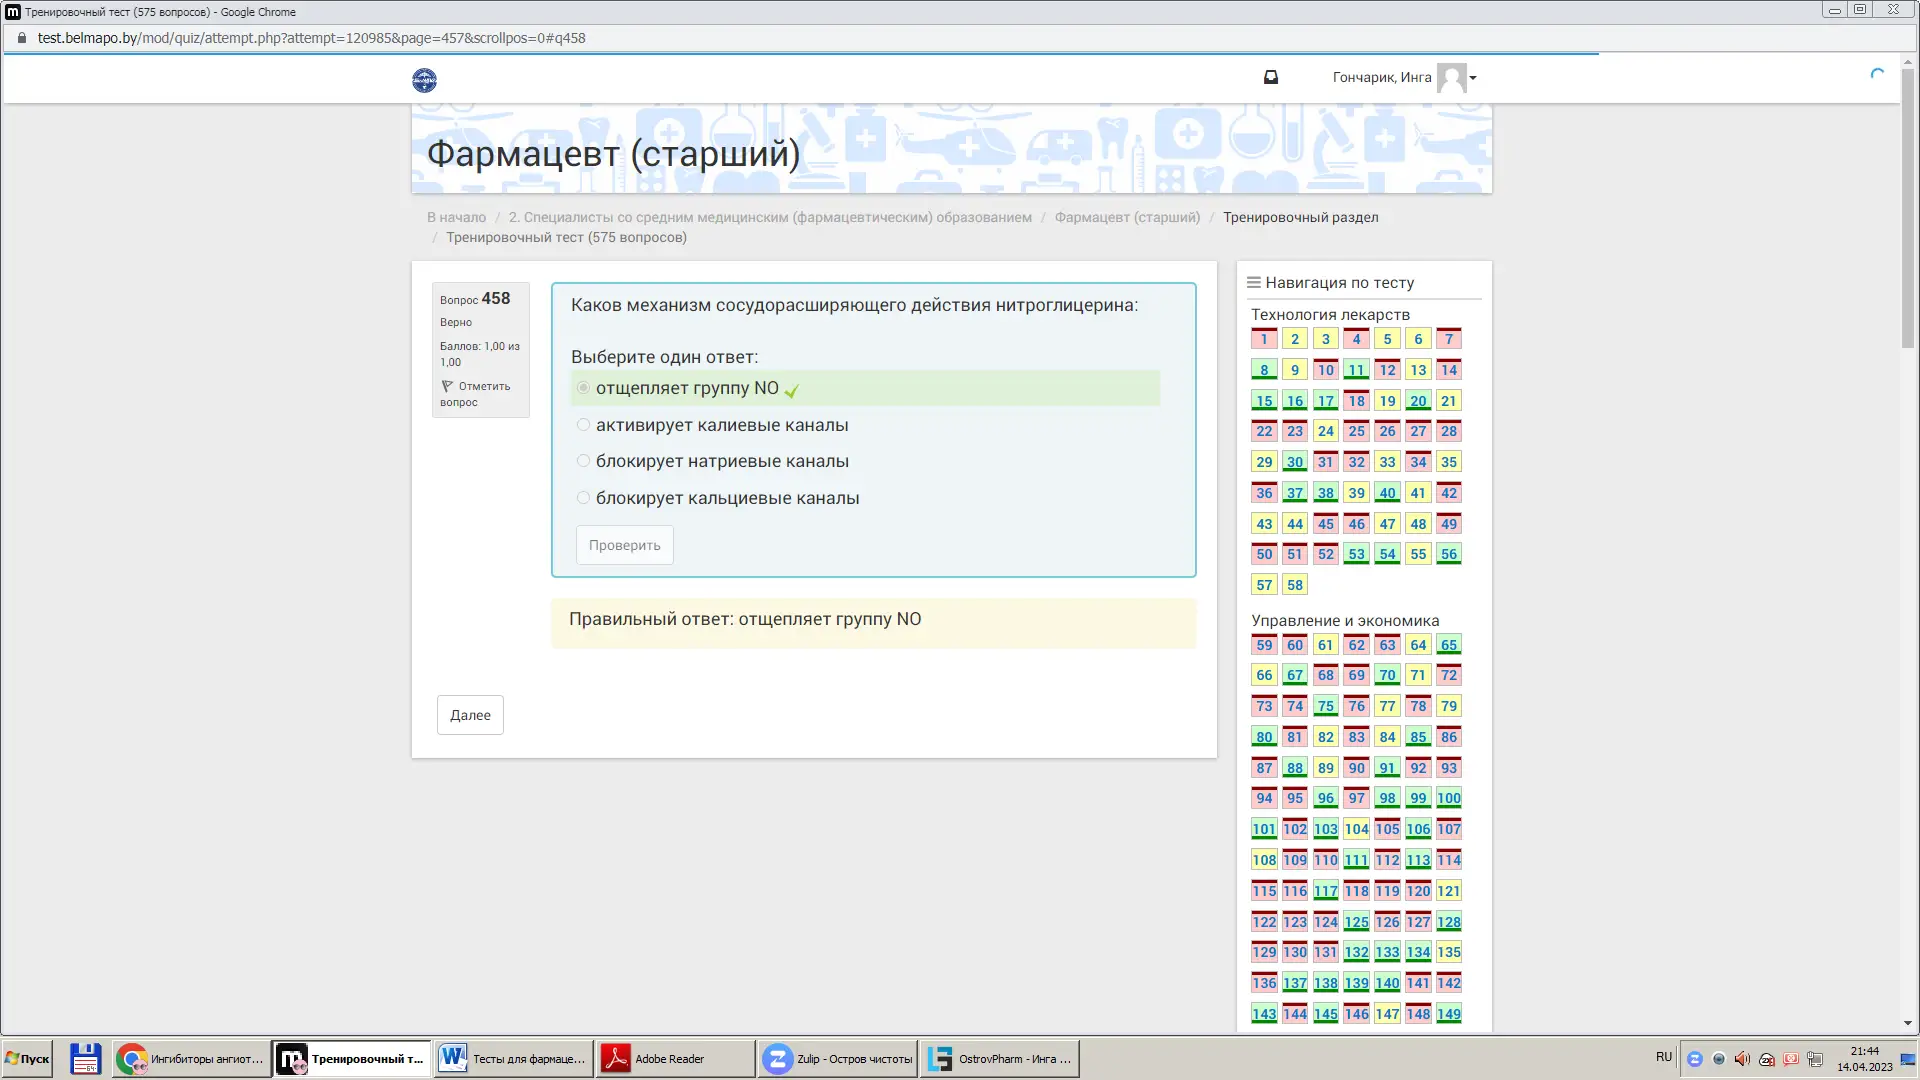 Тренировочный тест (575 вопросов) - Google Chrome
test.belmapo.by/mod/quiz/attempt.php?attempt=120985&page=457&scrollpos=0#q458
Гончарик, Инга
Фармацевт (старший)
В начало / 2. Специалисты со средним медицинским (фармацевтическим) образованием / Фармацевт (старший) / Тренировочный раздел
/ Тренировочный тест (575 вопросов)
Вопрос 458
Верно
Баллов: 1,00 из
1,00
Отметить
вопрос
Каков механизм сосудорасширяющего действия нитроглицерина:
Выберите один ответ:
отщепляет группу NO
активирует калиевые каналы
блокирует натриевые каналы
блокирует кальциевые каналы
Проверить
Правильный ответ: отщепляет группу NO
Далее
Навигация по тесту
Технология лекарств
1 2 3 4 5 6 7
8 9 10 11 12 13 14
15 16 17 18 19 20 21
22 23 24 25 26 27 28
29 30 31 32 33 34 35
36 37 38 39 40 41 42
43 44 45 46 47 48 49
50 51 52 53 54 55 56
57 58
Управление и экономика
59 60 61 62 63 64 65
66 67 68 69 70 71 72
73 74 75 76 77 78 79
80 81 82 83 84 85 86
87 88 89 90 91 92 93
94 95 96 97 98 99 100
101 102 103 104 105 106 107
108 109 110 111 112 113 114
115 116 117 118 119 120 121
122 123 124 125 126 127 128
129 130 131 132 133 134 135
136 137 138 139 140 141 142
143 144 145 146 147 148 149
Пуск
Ингибиторы ангиот...
Тренировочный т...
Тесты для фармаце...
Adobe Reader
Zulip - Остров чистоты
OstrovPharm - Инга ...
RU
21:44
14.04.2023